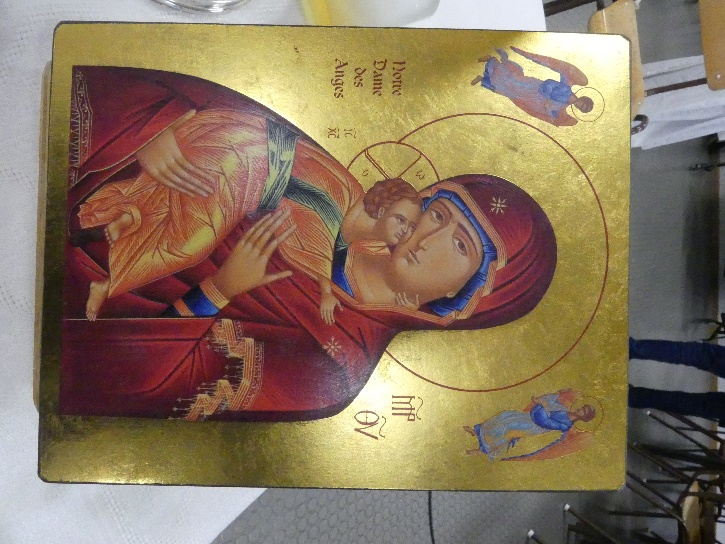 Notre
Dame
des
Anges
IC
XC
ΜΡ
ΘΥ